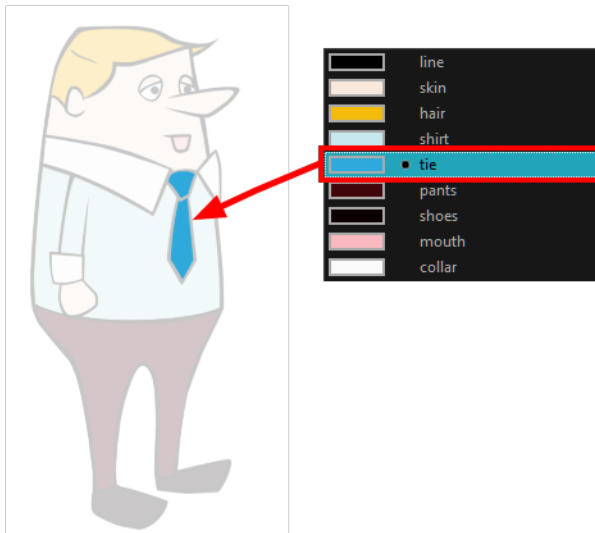 line
skin
hair
shirt
tie
pants
shoes
mouth
collar